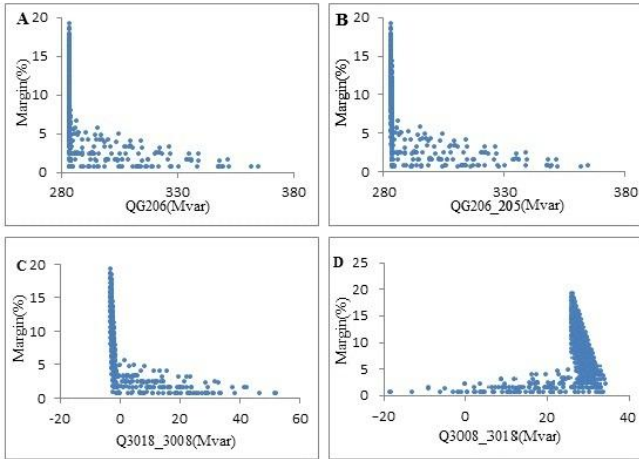 A
Margin(%)
20
15
10
5
0
280 330 380
QG206(Mvar)
B
Margin(%)
20
15
10
5
0
280 330 380
QG206_205(Mvar)
C
Margin(%)
20
15
10
5
0
-20 0 20 40 60
Q3018_3008(Mvar)
D
Margin(%)
25
20
15
10
5
0
-20 0 20 40
Q3008_3018(Mvar)